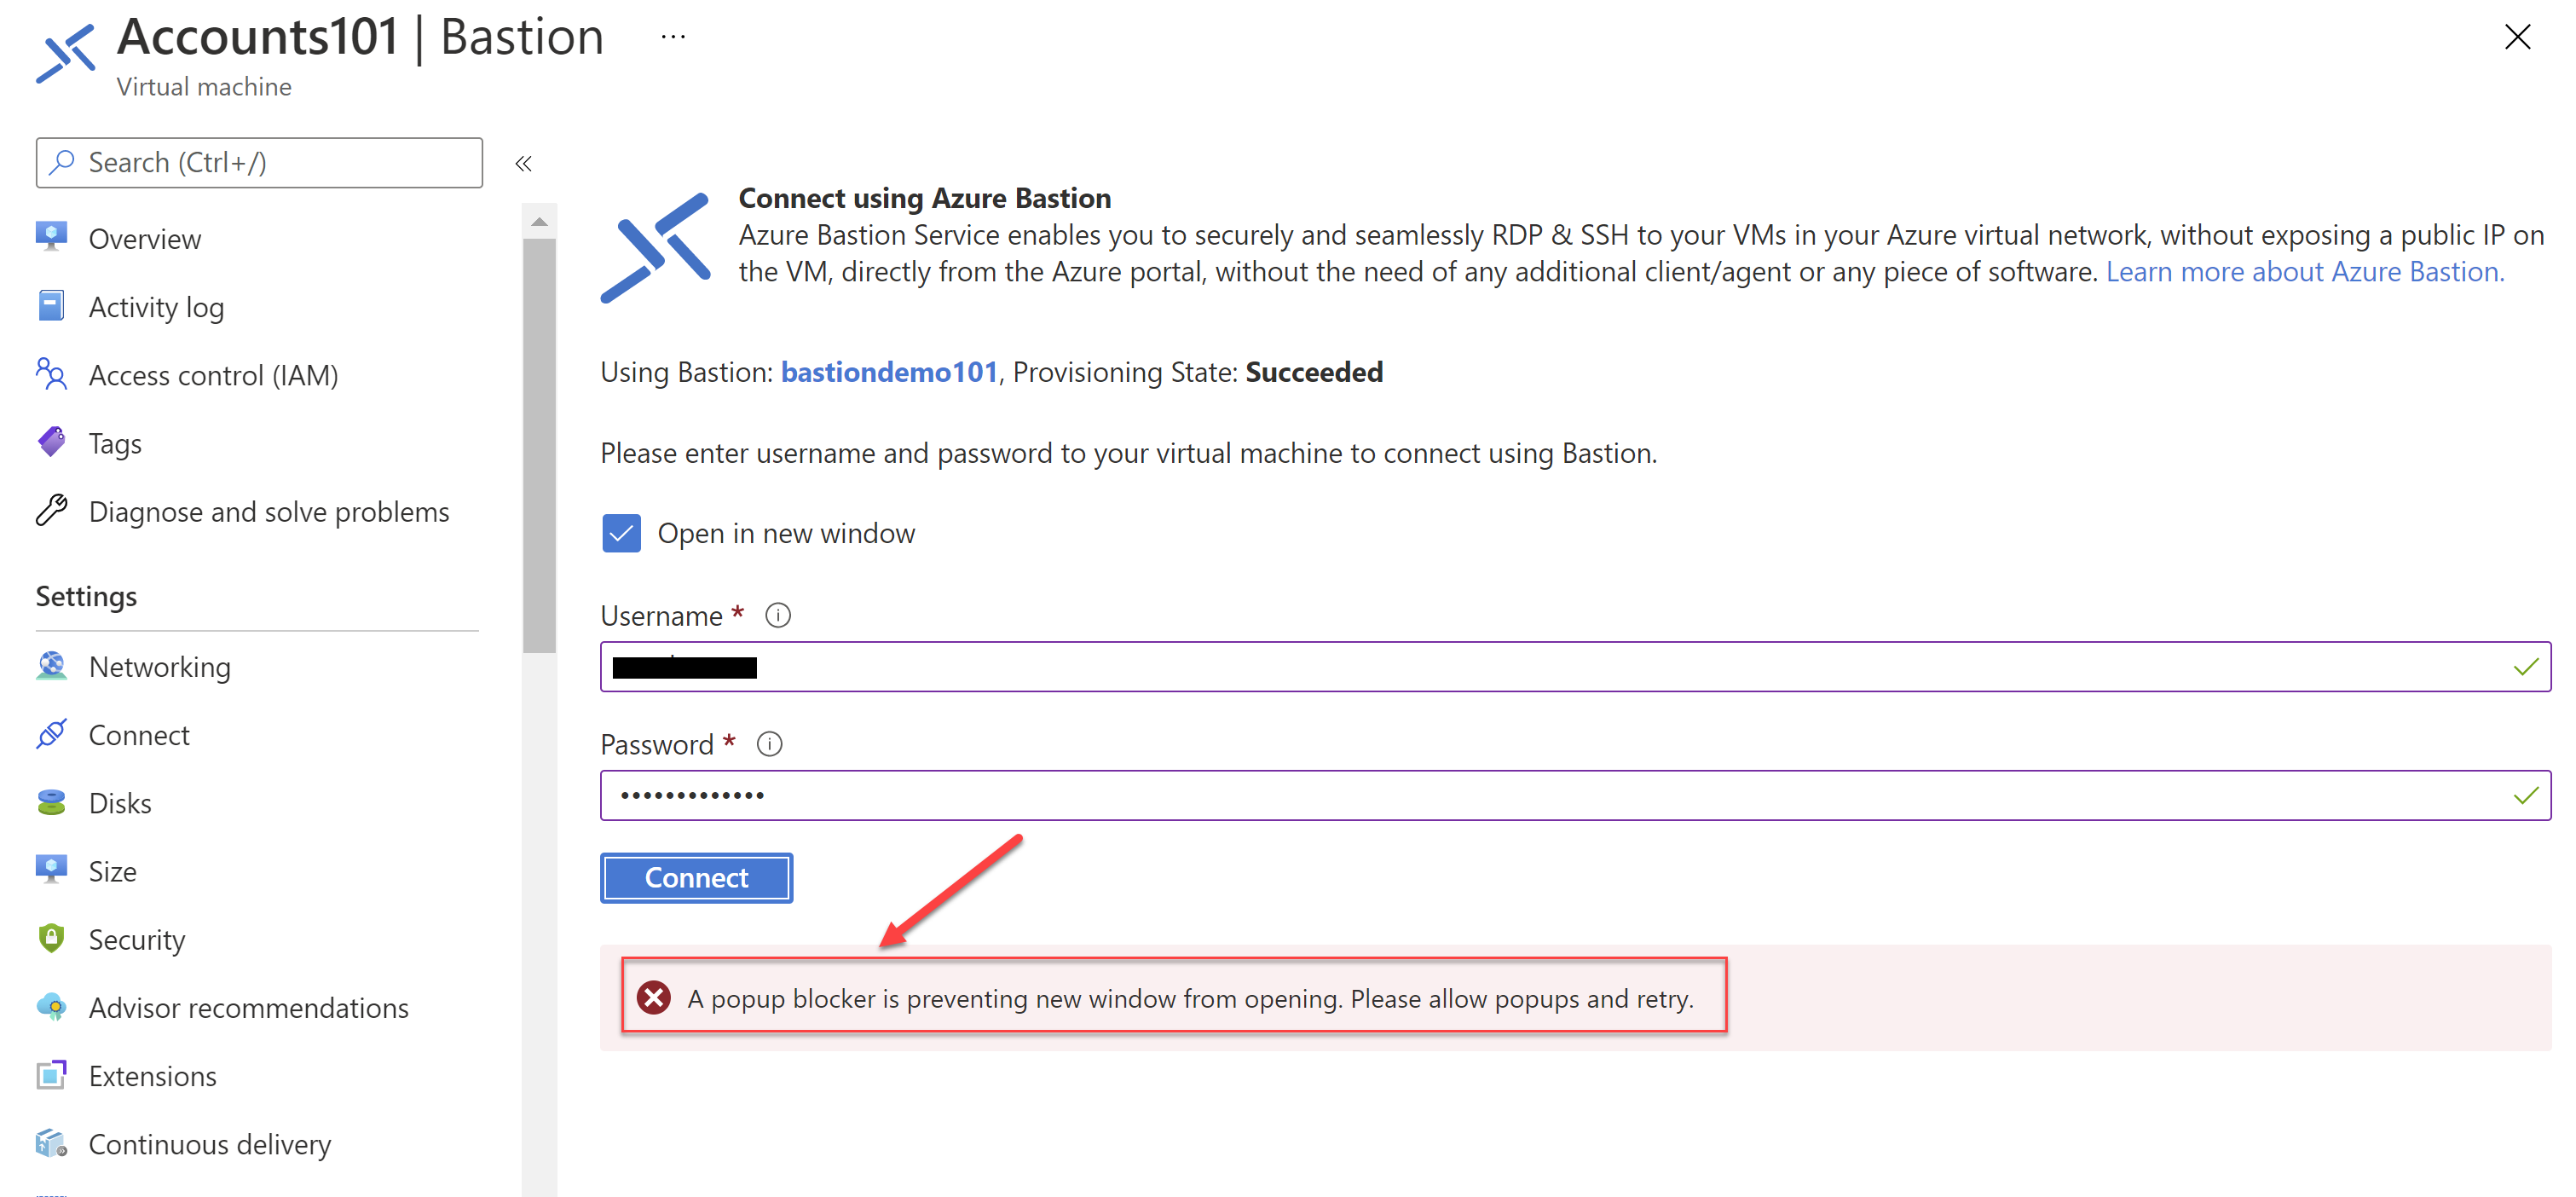 Accounts101 | Bastion ...
Virtual machine
Search (Ctrl+/)
Overview
Activity log
Access control (IAM)
Tags
Diagnose and solve problems
Settings
Networking
Connect
Disks
Size
Security
Advisor recommendations
Extensions
Continuous delivery
Connect using Azure Bastion
Azure Bastion Service enables you to securely and seamlessly RDP & SSH to your VMs in your Azure virtual network, without exposing a public IP on
the VM, directly from the Azure portal, without the need of any additional client/agent or any piece of software. Learn more about Azure Bastion.
Using Bastion: bastiondemo101, Provisioning State: Succeeded
Please enter username and password to your virtual machine to connect using Bastion.
Open in new window
Username *
Password *
•••••••••••••
Connect
A popup blocker is preventing new window from opening. Please allow popups and retry.